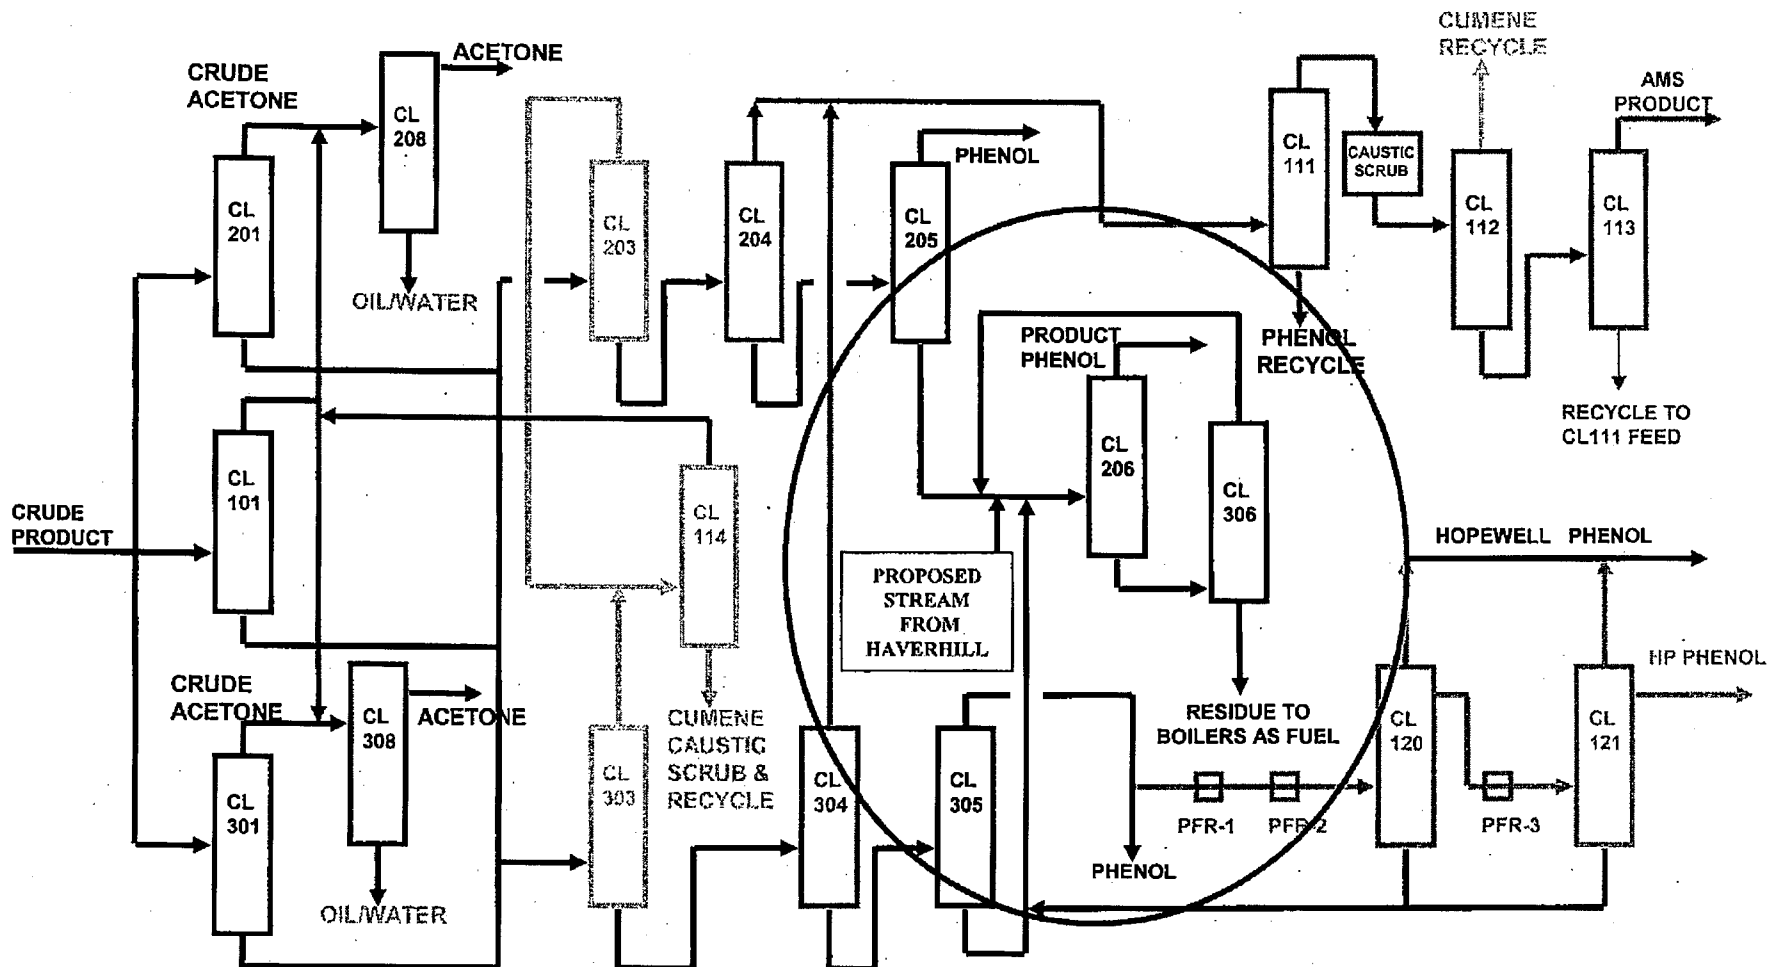 CUMENE
RECYCLE
ACETONE
CRUDE
ACETONE
CL
208
AMS
PRODUCT
CL
111
CAUSTIC
SCRUB
PHENOL
CL
201
CL
203
CL
204
CL
205
CL
112
CL
113
OIL/WATER
PRODUCT
PHENOL
PHENOL
RECYCLE
RECYCLE TO
CL111 FEED
CL
101
CL
206
CL
306
CRUDE
PRODUCT
CL
114
HOPEWELL PHENOL
PROPOSED
STREAM
FROM
HAVERHILL
HP PHENOL
CRUDE
ACETONE
CL
308
ACETONE
CUMENE
CAUSTIC
SCRUB &
RECYCLE
RESIDUE TO
BOILERS AS FUEL
CL
120
CL
121
CL
301
CL
303
CL
304
CL
305
PFR-1
PFR-2
PFR-3
PHENOL
OIL/WATER